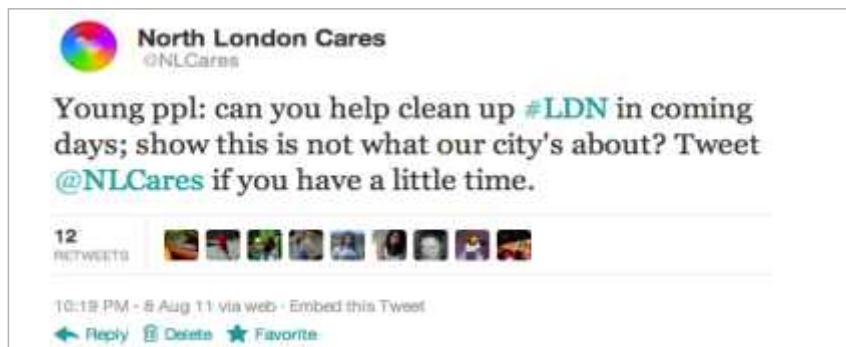 North London Cares
@NLCares
Young ppl: can you help clean up #LDN in coming
days; show this is not what our city's about? Tweet
@NLCares if you have a little time.
12
RETWEETS
10:19 PM - 8 Aug 11 via web · Embed this Tweet
Reply Delete Favorite